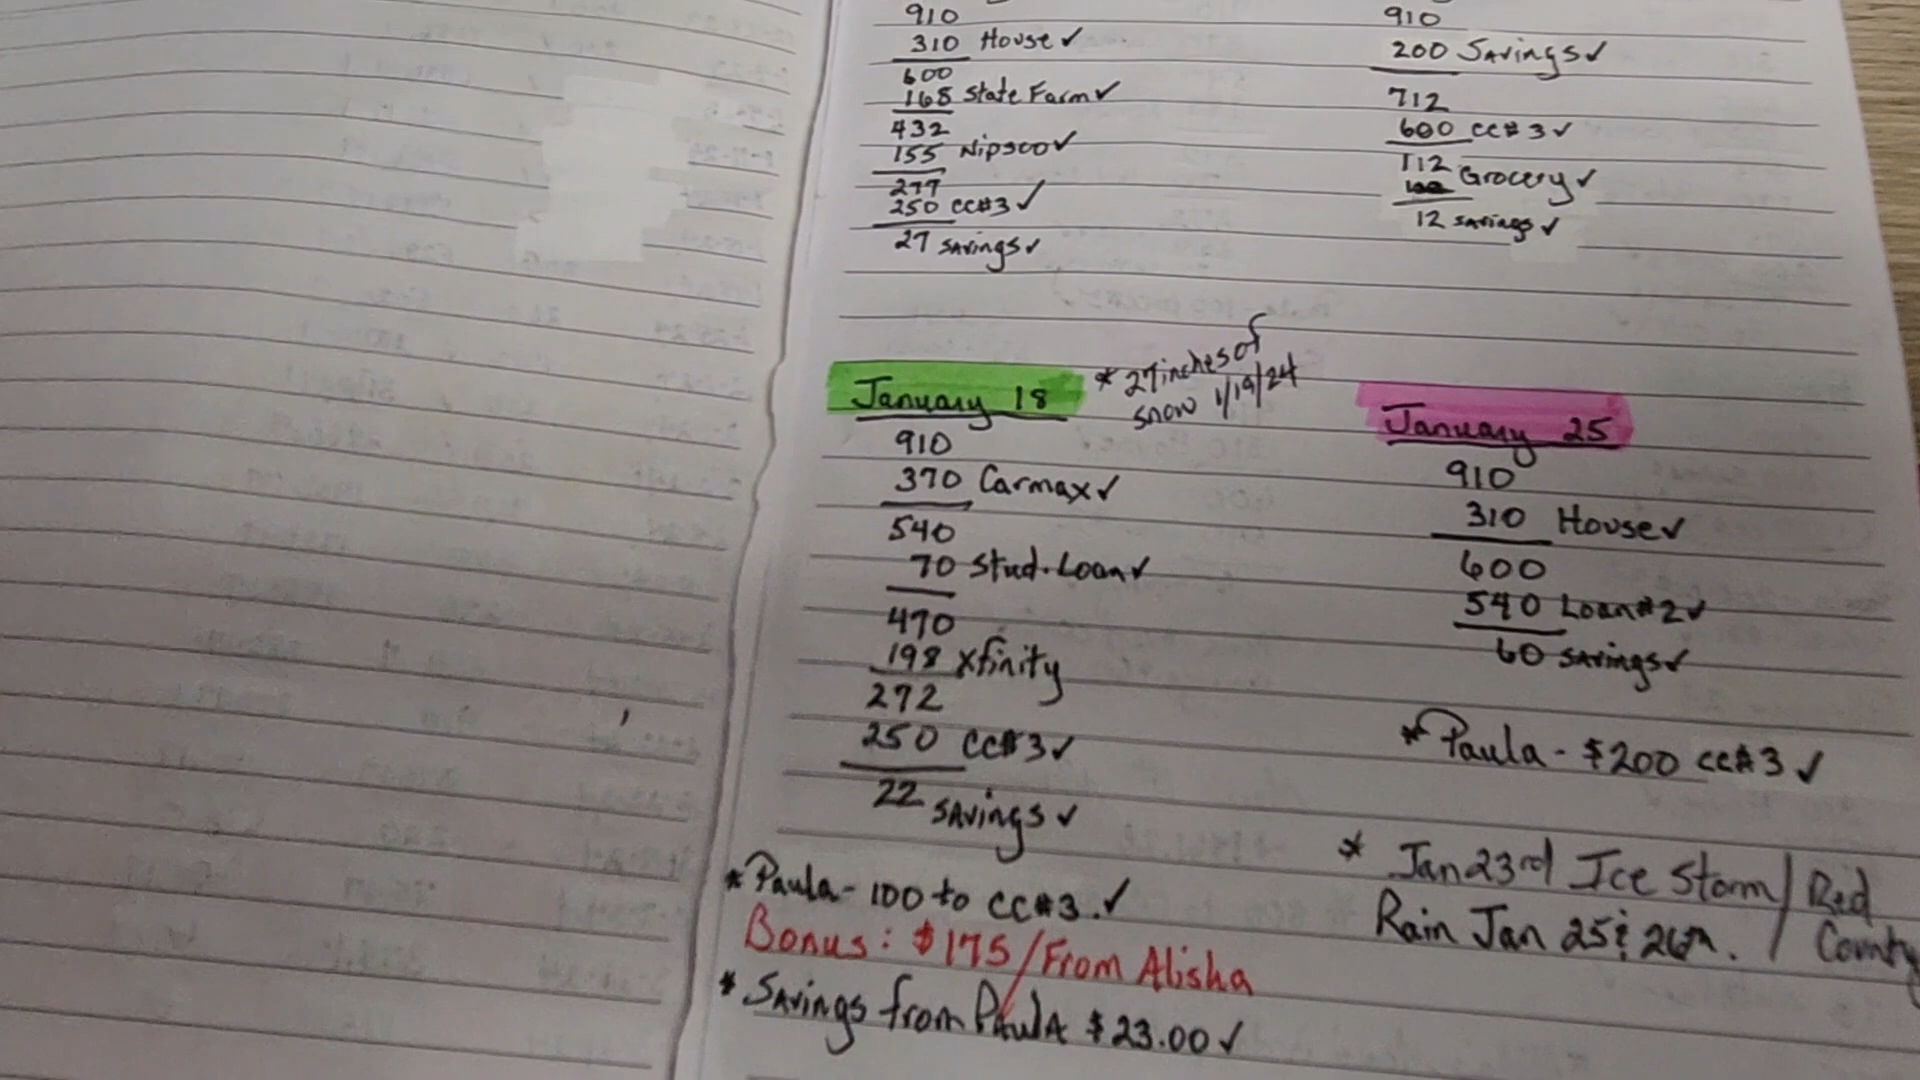 910
310 House ✓
600
168 State Farm ✓
432
155 Nipsco ✓
277
250 CC#3 ✓
27 Savings ✓
910
200 Savings ✓
712
600 CC#3 ✓
112
Grocery ✓
12 Savings ✓
January 18
* 27 inches of
snow 1/19/24
910
370 Carmax ✓
540
70 Stud. Loan ✓
470
198 Xfinity
272
250 CC#3 ✓
22 Savings ✓
* Paula - 100 to CC#3. ✓
Bonus: $175 / From Alisha
* Savings from Paula $23.00 ✓
January 25
910
310 House ✓
600
540 Loan#2 ✓
60 Savings ✓
* Paula - $200 CC#3 ✓
* Jan 23rd Ice Storm / Red
Rain Jan 25 & 26th. / County